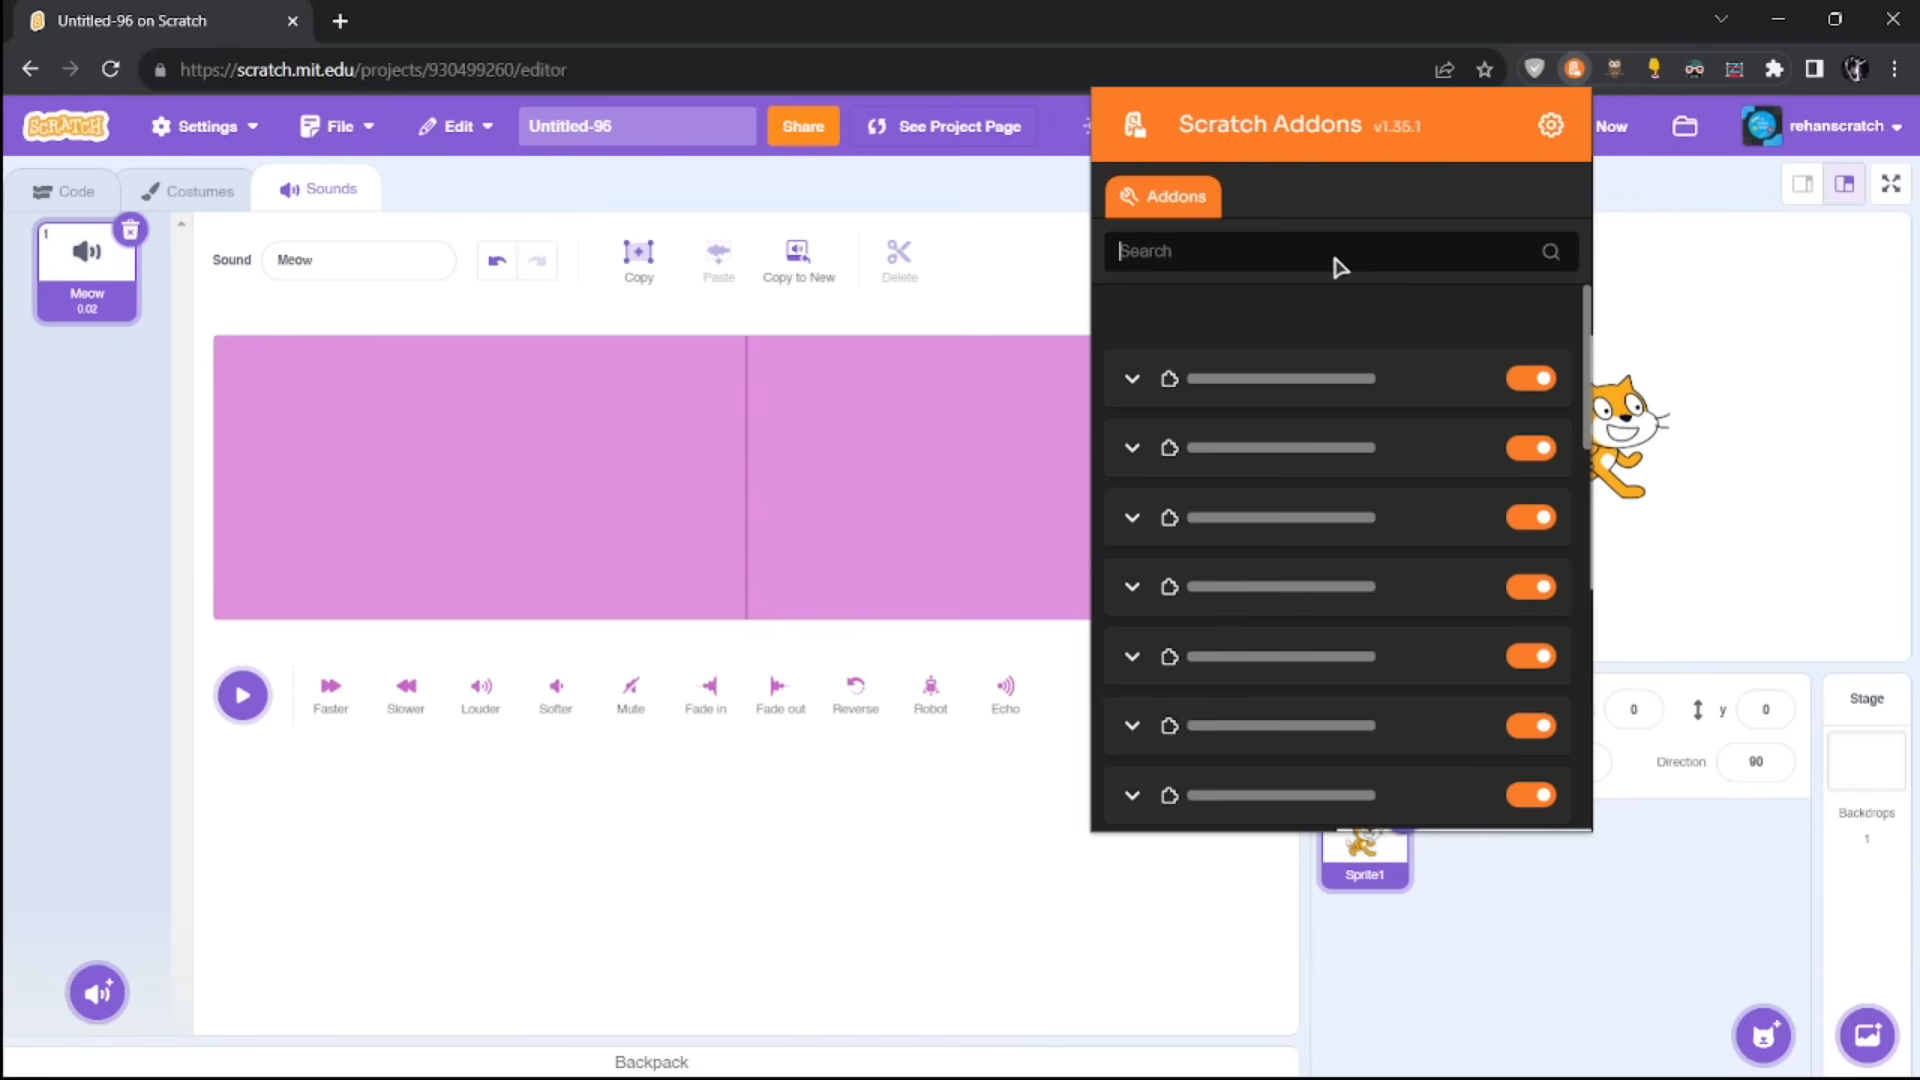 Untitled-96 on Scratch
https://scratch.mit.edu/projects/930499260/editor
SCRATCH
Settings
File
Edit
Untitled-96
Share
See Project Page
Scratch Addons v1.35.1
Now
rehanscratch
Code
Costumes
Sounds
Addons
Search
1
Meow
0.02
Sound
Meow
Copy
Paste
Copy to New
Delete
Faster
Slower
Louder
Softer
Mute
Fade in
Fade out
Reverse
Robot
Echo
0
y
0
Direction
90
Stage
Backdrops
1
Sprite1
Backpack